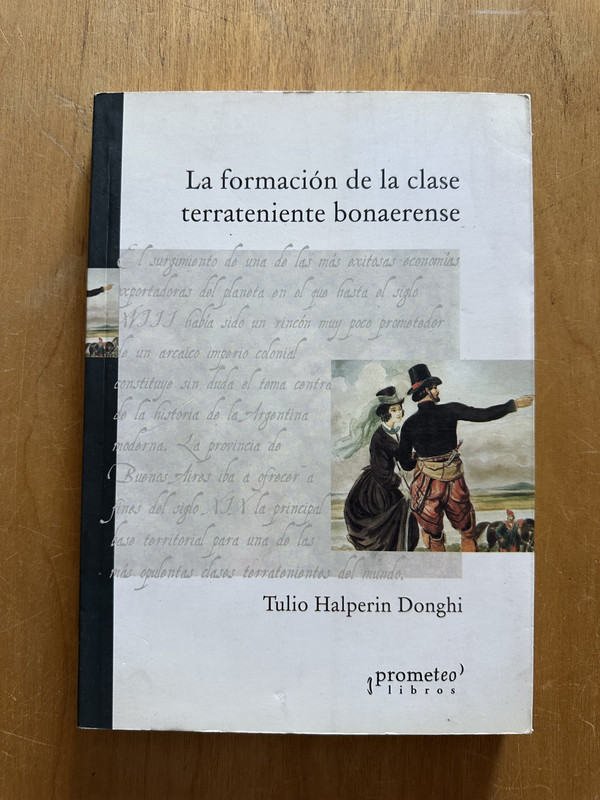 La formación de la clase
terrateniente bonaerense
El surgimiento de una de las más exitosas economías
exportadoras del planeta en el que hasta el siglo
XVIII había sido un rincón muy poco prometedor
de un arcaico imperio colonial
constituye sin duda el tema centra
de la historia de la Argentina
moderna. La provincia de
Buenos Aires iba a ofrecer a
fines del siglo XIX la principal
base territorial para una de las
más opulentas clases terratenientes del mundo.
Tulio Halperin Donghi
prometeo
libros